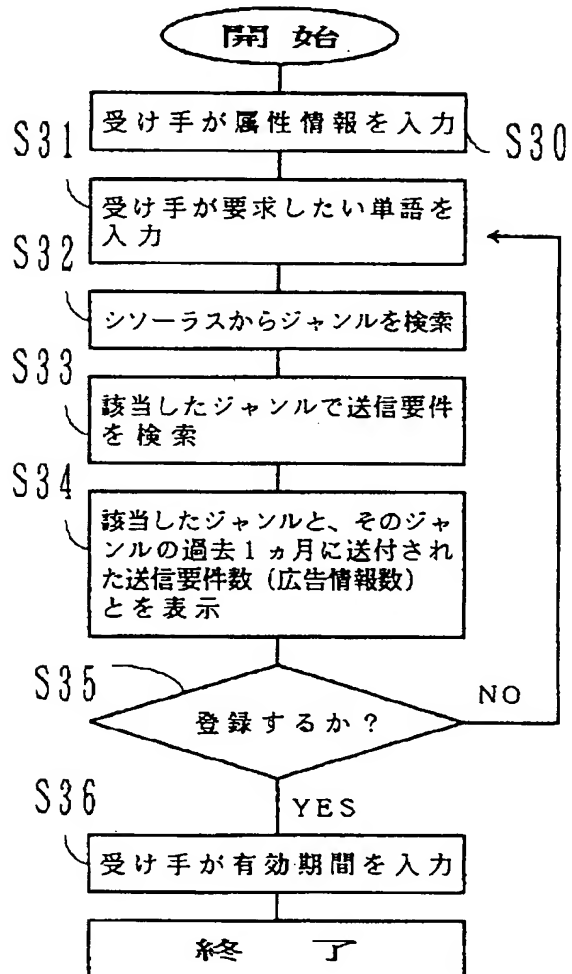 開始
受け手が属性情報を入力
S30
S31
受け手が要求したい単語を
入力
S32
シソーラスからジャンルを検索
S33
該当したジャンルで送信要件
を検索
S34
該当したジャンルと、そのジャ
ンルの過去1ヵ月に送付され
た送信要件数（広告情報数）
とを表示
S35
登録するか？
NO
YES
S36
受け手が有効期間を入力
終了